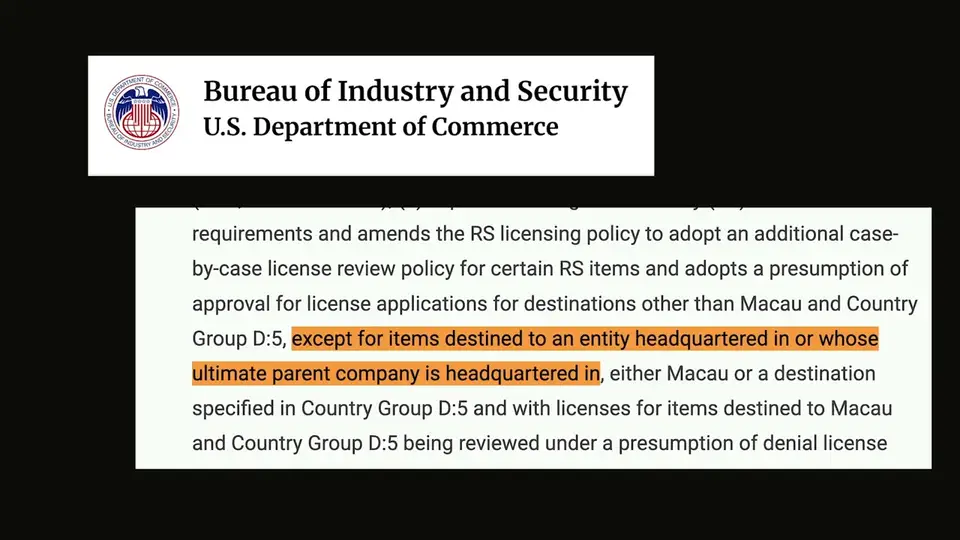 Bureau of Industry and Security
U.S. Department of Commerce
requirements and amends the RS licensing policy to adopt an additional case-
by-case license review policy for certain RS items and adopts a presumption of
approval for license applications for destinations other than Macau and Country
Group D:5, except for items destined to an entity headquartered in or whose
ultimate parent company is headquartered in, either Macau or a destination
specified in Country Group D:5 and with licenses for items destined to Macau
and Country Group D:5 being reviewed under a presumption of denial license